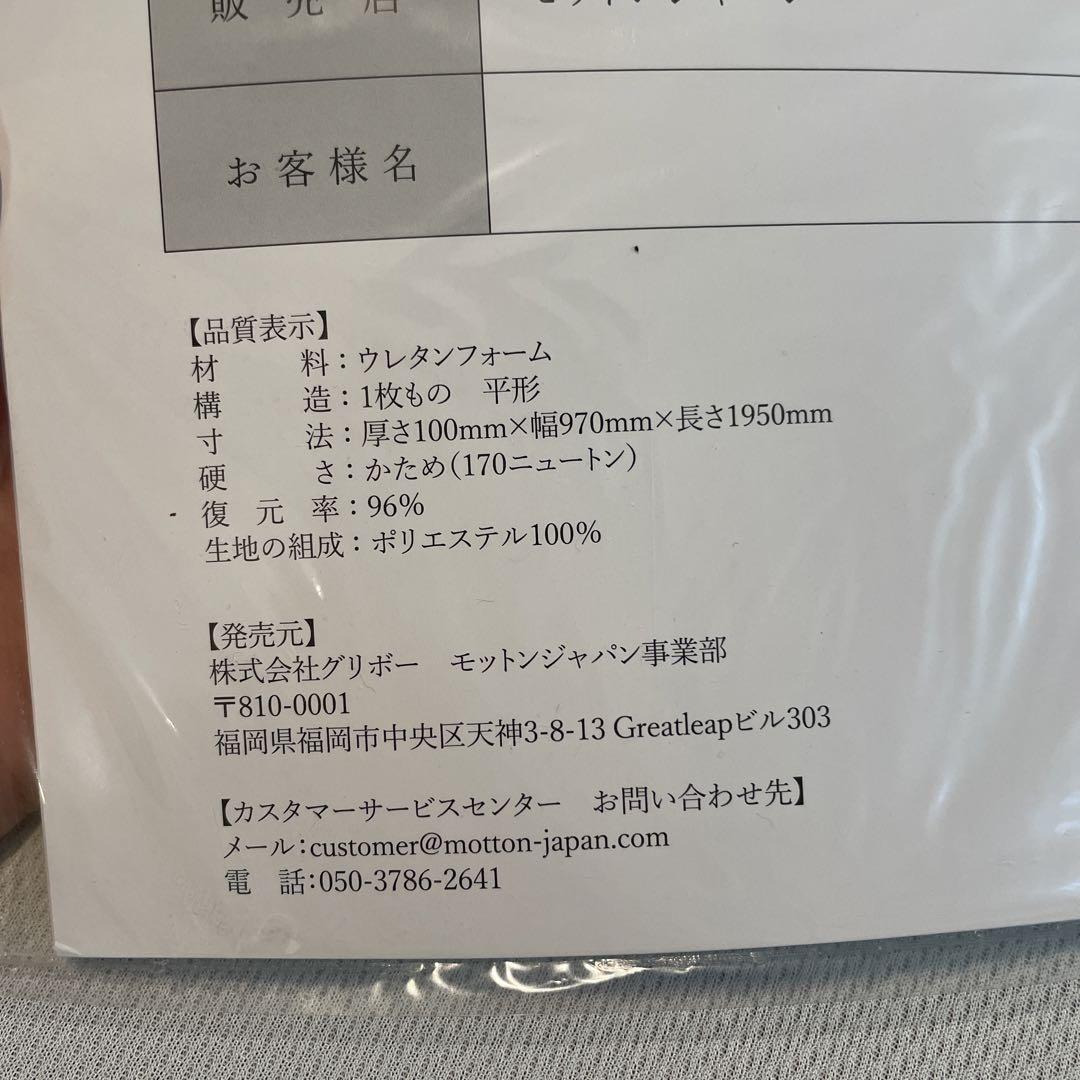 販売店
お客様名
【品質表示】
材料：ウレタンフォーム
構造：1枚もの　平形
寸法：厚さ100mm×幅970mm×長さ1950mm
硬さ：かため（170ニュートン）
復元率：96%
生地の組成：ポリエステル100%
【発売元】
株式会社グリボー　モットンジャパン事業部
〒810-0001
福岡県福岡市中央区天神3-8-13 Greatleapビル303
【カスタマーサービスセンター　お問い合わせ先】
メール：customer@motton-japan.com
電　話：050-3786-2641